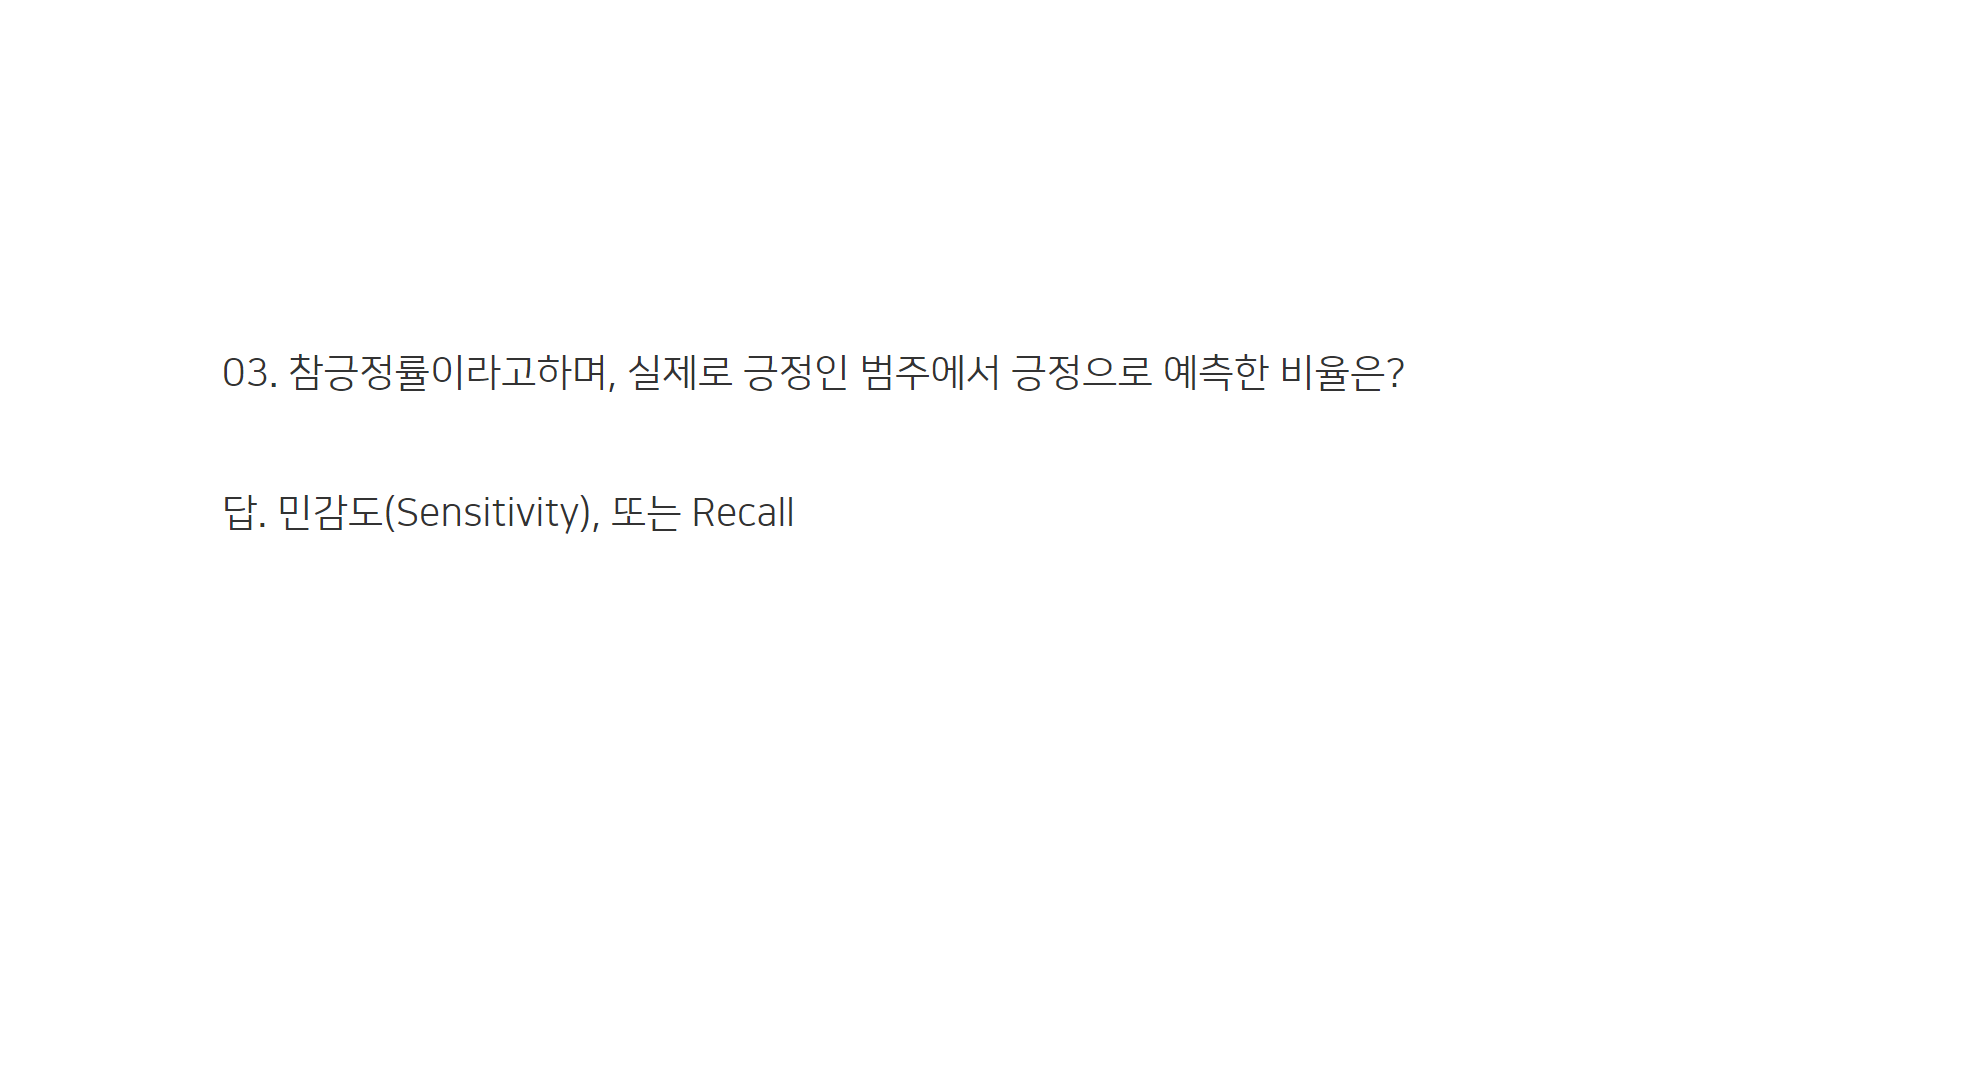 03. 참긍정률이라고하며, 실제로 긍정인 범주에서 긍정으로 예측한 비율은?
답. 민감도(Sensitivity), 또는 Recall